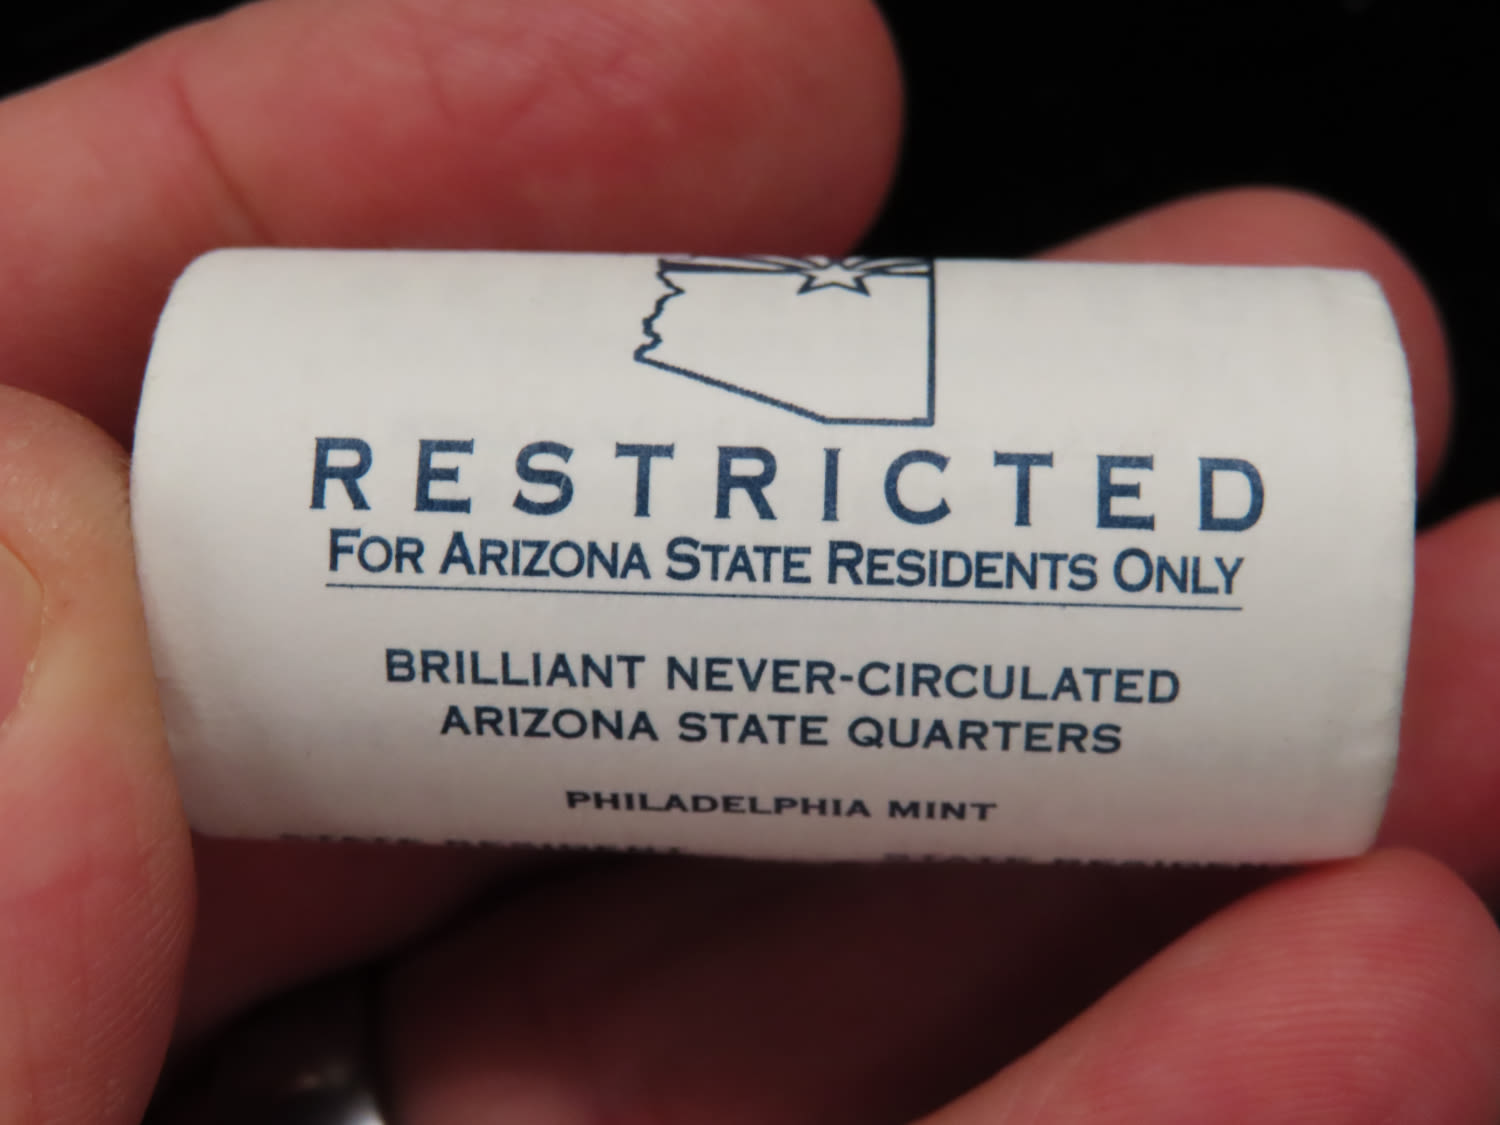 RESTRICTED
FOR ARIZONA STATE RESIDENTS ONLY
BRILLIANT NEVER-CIRCULATED
ARIZONA STATE QUARTERS
PHILADELPHIA MINT